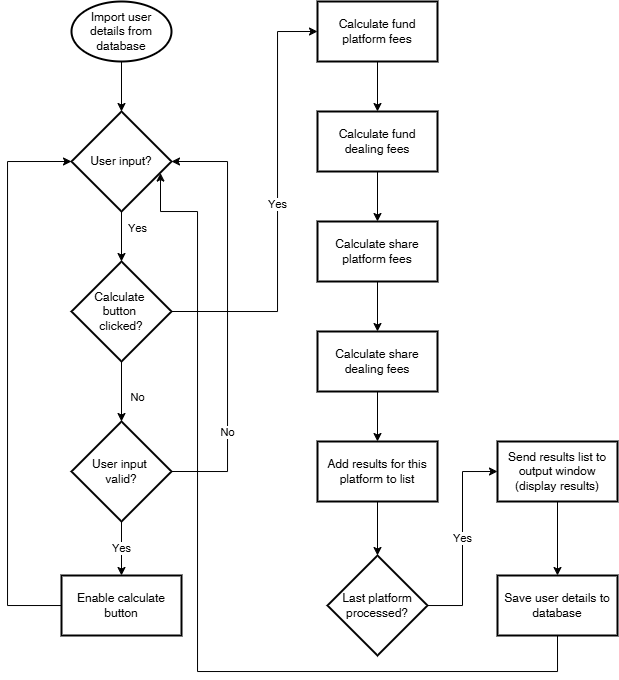 Import user
details from
database
User input?
Yes
Calculate
button
clicked?
No
User input
valid?
No
Yes
Enable calculate
button
Yes
Calculate fund
platform fees
Calculate fund
dealing fees
Calculate share
platform fees
Calculate share
dealing fees
Add results for this
platform to list
Last platform
processed?
Yes
Send results list to
output window
(display results)
Save user details to
database